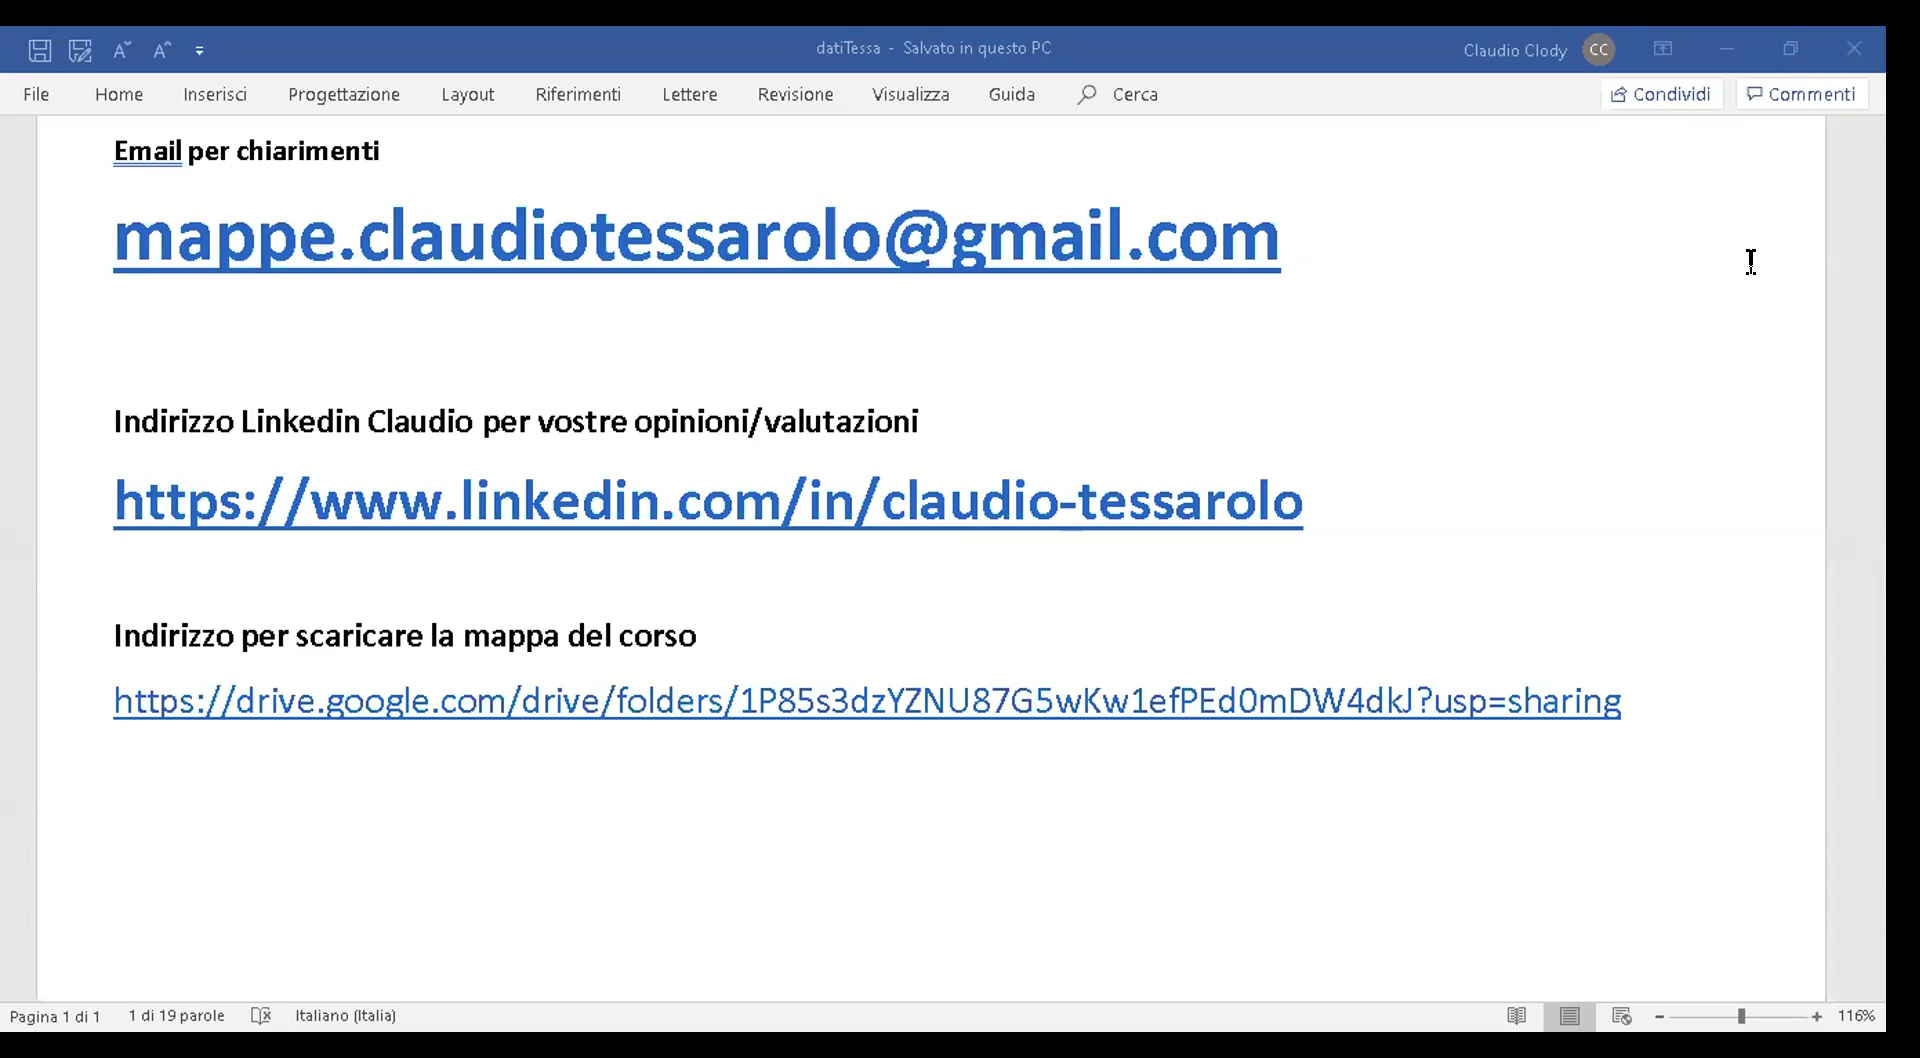 datiTessa - Salvato in questo PC
Claudio Clody CC
File Home Inserisci Progettazione Layout Riferimenti Lettere Revisione Visualizza Guida Cerca Condividi Commenti
Email per chiarimenti
mappe.claudiotessarolo@gmail.com
Indirizzo Linkedin Claudio per vostre opinioni/valutazioni
https://www.linkedin.com/in/claudio-tessarolo
Indirizzo per scaricare la mappa del corso
https://drive.google.com/drive/folders/1P85s3dzYZNU87G5wKw1efPEd0mDW4dkJ?usp=sharing
Pagina 1 di 1 1 di 19 parole Italiano (Italia) 116%